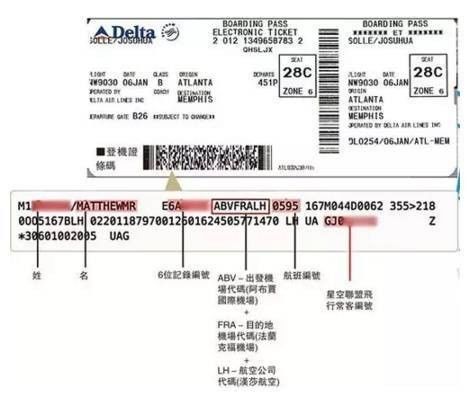 Delta
SOLLE/JOSUHUA
BOARDING PASS
ELECTRONIC TICKET
2 012 1349658783 2
QHSLJX
FLIGHT DATE CLASS ORIGIN
NW9030 06JAN B ATLANTA
OPERATED BY COACH DESTINATION
DELTA AIR LINES INC MEMPHIS
DEPARTURE GATE B26 **SUBJECT TO CHANGE**
DEPARTS
451P
SEAT
28C
ZONE 6
BOARDING PASS
ET
SOLLE/JOSUHUA
FLIGHT DATE
NW9030 06JAN
ORIGIN
ATLANTA
DESTINATION
MEMPHIS
OPERATED BY DELTA AIR LINES INC
SEAT
28C
ZONE 6
DL0254/06JAN/ATL-MEM
■登機證
條碼
M1 /MATTHEWMR E6A ABVFRALH 0595 167M044D0062 355>218
0OO5167BLH 02201187970012601624505771470 LH UA GJ0 Z
*30601002005 UAG
姓
名
6位記錄編號
ABV – 出發機
場代碼(阿布賈
國際機場)
+
FRA – 目的地
機場代碼(法蘭
克福機場)
+
LH – 航空公司
代碼(漢莎航空)
航班編號
星空聯盟飛
行常客編號